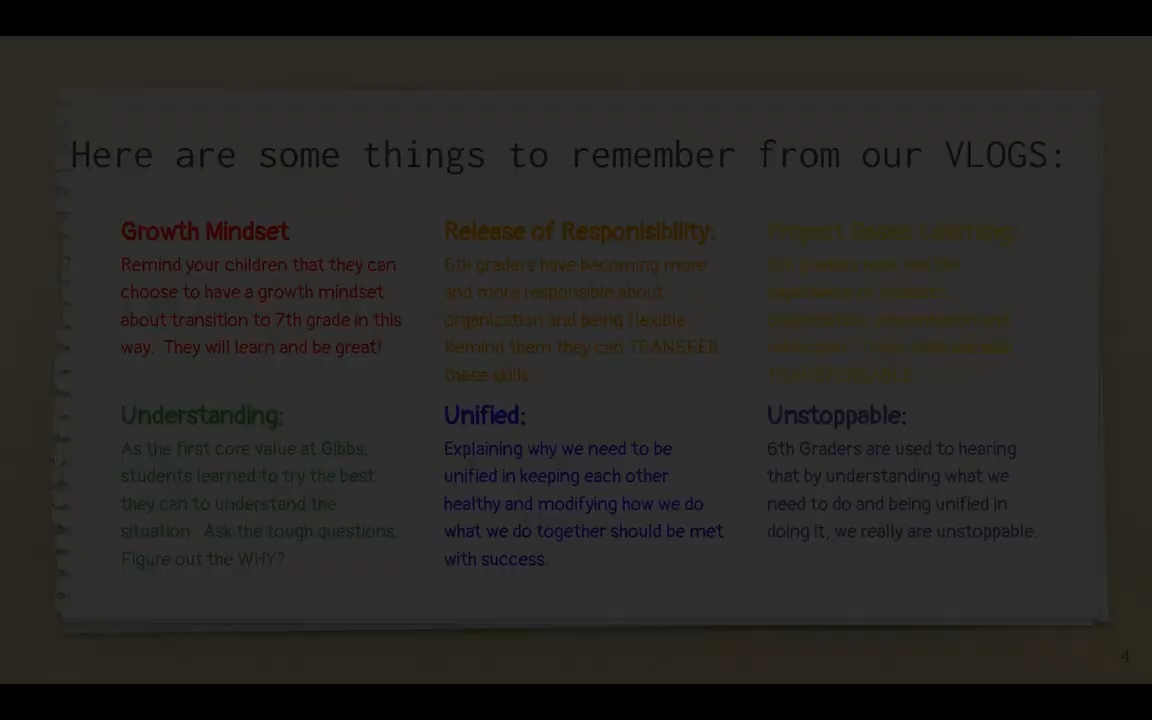 Here are some things to remember from our VLOGS:
Growth Mindset
Remind your children that they can
choose to have a growth mindset
about transition to 7th grade in this
way. They will learn and be great!
Release of Responisibility:
6th graders have becoming more
and more responsible about
organization and being flexible.
Remind them they can TRANSFER
these skills.
Project Based Learning:
Understanding:
As the first core value at Gibbs,
students learned to try the best
they can to understand the
situation. Ask the tough questions.
Figure out the WHY?
Unified:
Explaining why we need to be
unified in keeping each other
healthy and modifying how we do
what we do together should be met
with success.
Unstoppable:
6th Graders are used to hearing
that by understanding what we
need to do and being unified in
doing it, we really are unstoppable.
4